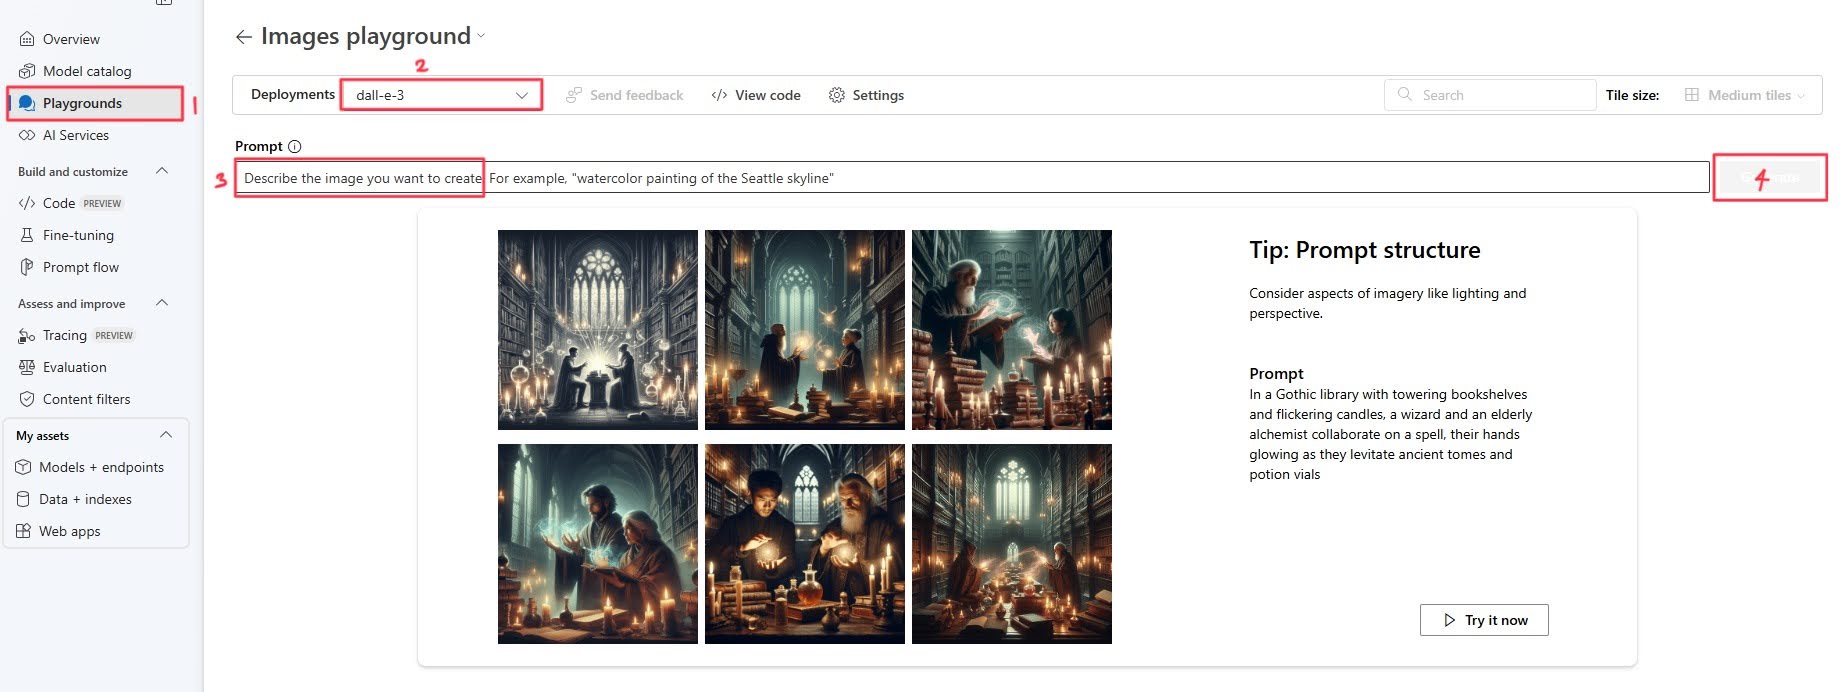 Overview
Model catalog
Playgrounds
1
AI Services
Build and customize
Code PREVIEW
Fine-tuning
Prompt flow
Assess and improve
Tracing PREVIEW
Evaluation
Content filters
My assets
Models + endpoints
Data + indexes
Web apps
Images playground
2
Deployments dall-e-3 Send feedback </> View code Settings Search Tile size: Medium tiles
Prompt
3 Describe the image you want to create. For example, "watercolor painting of the Seattle skyline" 4
Tip: Prompt structure
Consider aspects of imagery like lighting and
perspective.
Prompt
In a Gothic library with towering bookshelves
and flickering candles, a wizard and an elderly
alchemist collaborate on a spell, their hands
glowing as they levitate ancient tomes and
potion vials
Try it now